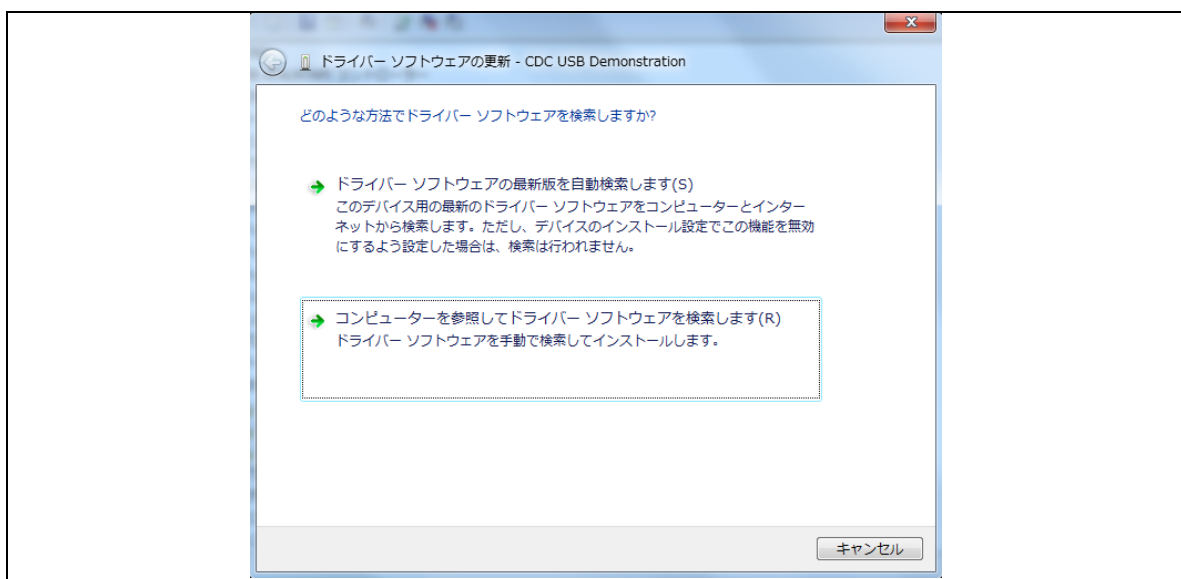 ドライバー ソフトウェアの更新 - CDC USB Demonstration
どのような方法でドライバー ソフトウェアを検索しますか?
ドライバー ソフトウェアの最新版を自動検索します(S)
このデバイス用の最新のドライバー ソフトウェアをコンピューターとインター
ネットから検索します。ただし、デバイスのインストール設定でこの機能を無効
にするよう設定した場合は、検索は行われません。
コンピューターを参照してドライバー ソフトウェアを検索します(R)
ドライバー ソフトウェアを手動で検索してインストールします。
キャンセル